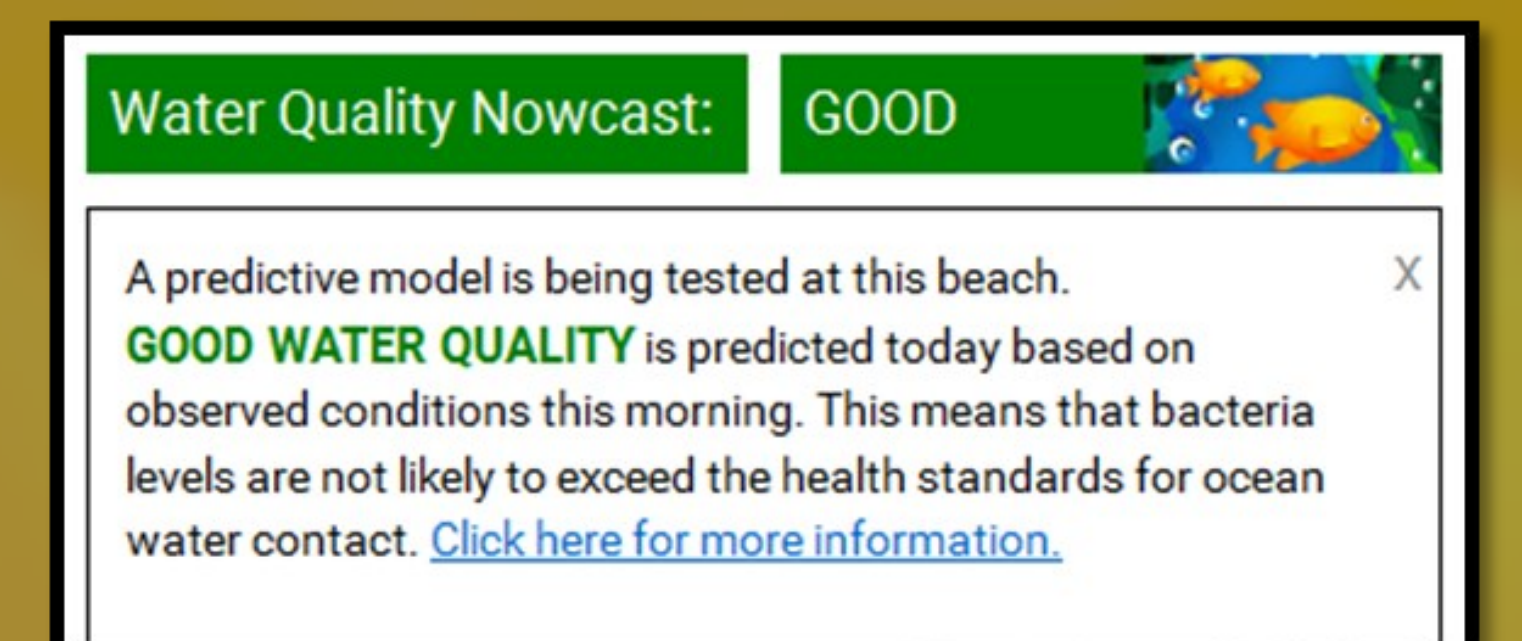 Water Quality Nowcast: GOOD
A predictive model is being tested at this beach. X
GOOD WATER QUALITY is predicted today based on
observed conditions this morning. This means that bacteria
levels are not likely to exceed the health standards for ocean
water contact. Click here for more information.